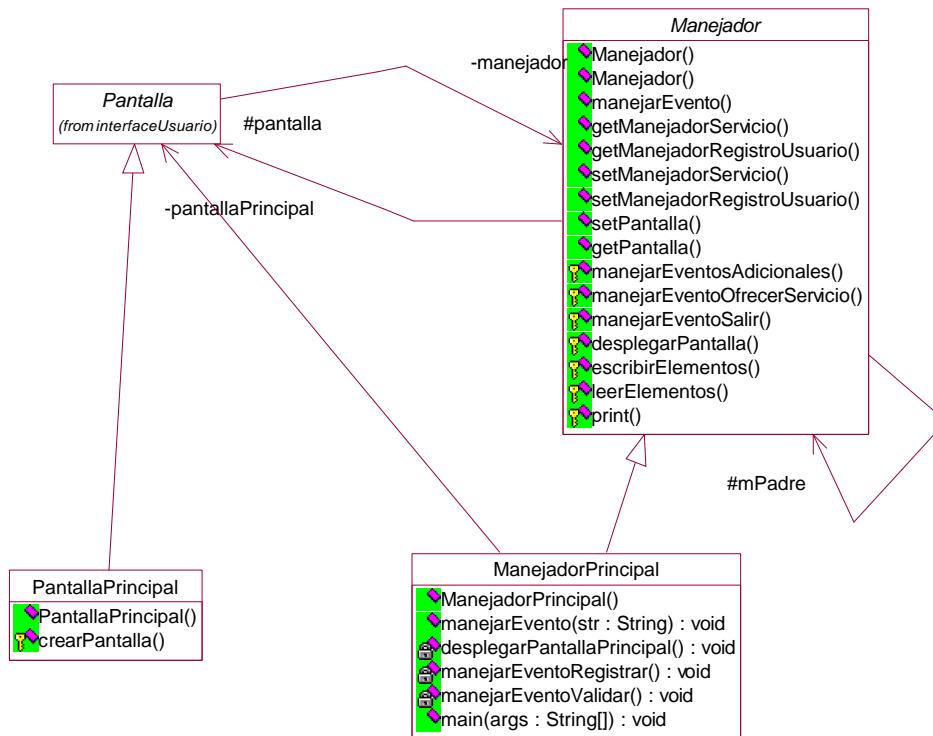 Manejador
Manejador()
Manejador()
manejarEvento()
getManejadorServicio()
getManejadorRegistroUsuario()
setManejadorServicio()
setManejadorRegistroUsuario()
setPantalla()
getPantalla()
manejarEventosAdicionales()
manejarEventoOfrecerServicio()
manejarEventoSalir()
desplegarPantalla()
escribirElementos()
leerElementos()
print()
-manejador
Pantalla
(from interfaceUsuario)
#pantalla
-pantallaPrincipal
#mPadre
PantallaPrincipal
PantallaPrincipal()
crearPantalla()
ManejadorPrincipal
ManejadorPrincipal()
manejarEvento(str : String) : void
desplegarPantallaPrincipal() : void
manejarEventoRegistrar() : void
manejarEventoValidar() : void
main(args : String[]) : void